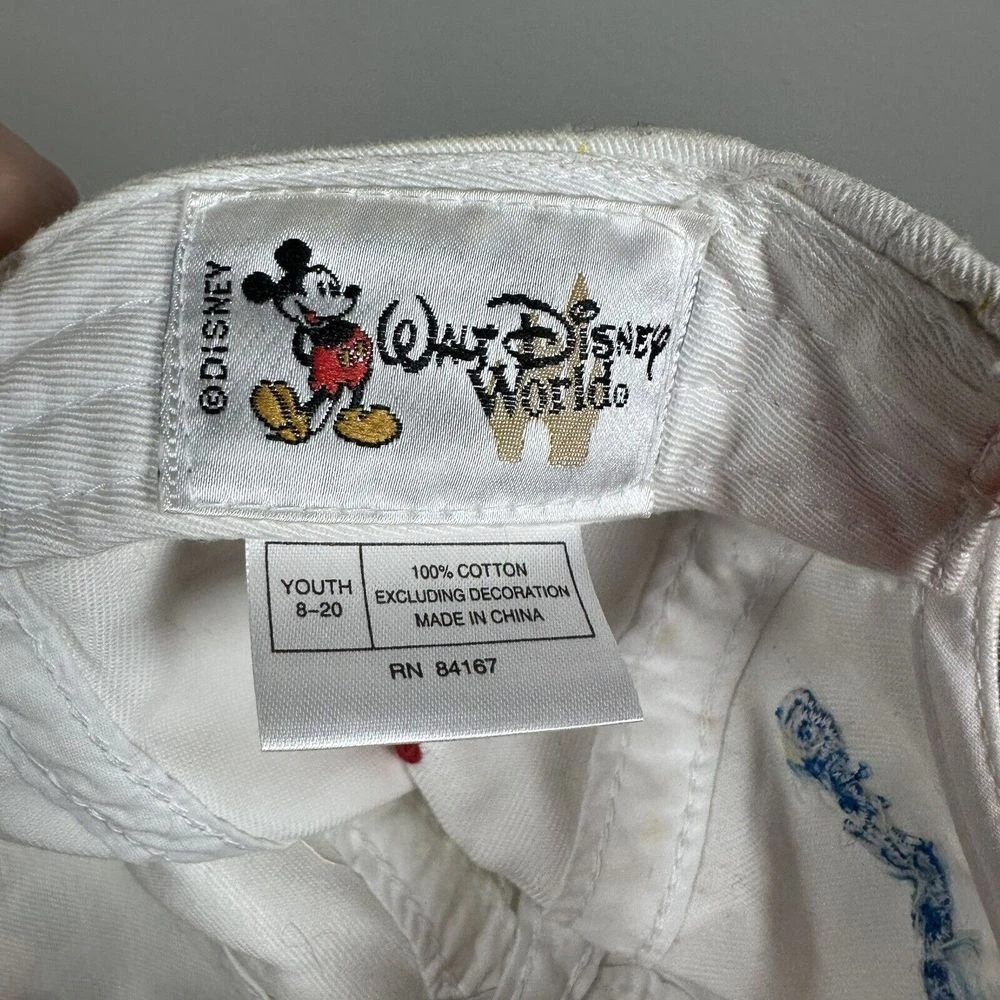 ©DISNEY
WALT DISNEY
World®
YOUTH
8-20
100% COTTON
EXCLUDING DECORATION
MADE IN CHINA
RN 84167